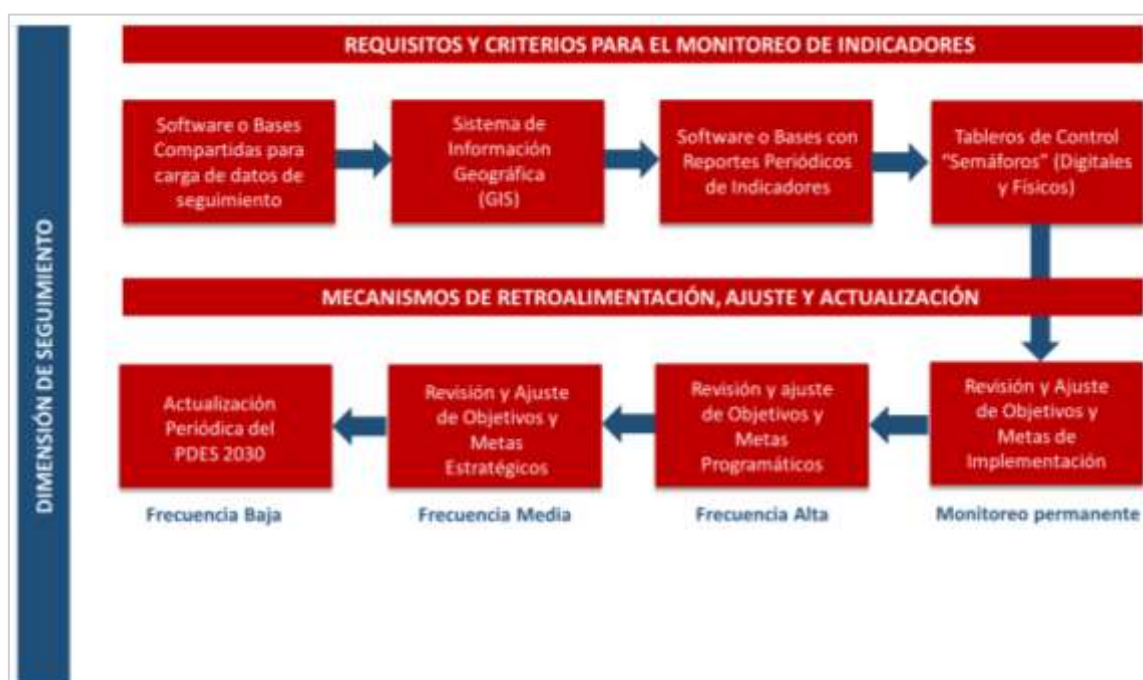 DIMENSIÓN DE SEGUIMIENTO
REQUISITOS Y CRITERIOS PARA EL MONITOREO DE INDICADORES
Software o Bases
Compartidas para
carga de datos de
seguimiento
Sistema de
Información
Geográfica
(GIS)
Software o Bases con
Reportes Periódicos
de Indicadores
Tableros de Control
“Semáforos” (Digitales
y Físicos)
MECANISMOS DE RETROALIMENTACIÓN, AJUSTE Y ACTUALIZACIÓN
Actualización
Periódica del
PDES 2030
Revisión y Ajuste
de Objetivos y
Metas
Estratégicos
Revisión y ajuste
de Objetivos y
Metas
Programáticos
Revisión y Ajuste
de Objetivos y
Metas de
Implementación
Frecuencia Baja
Frecuencia Media
Frecuencia Alta
Monitoreo permanente